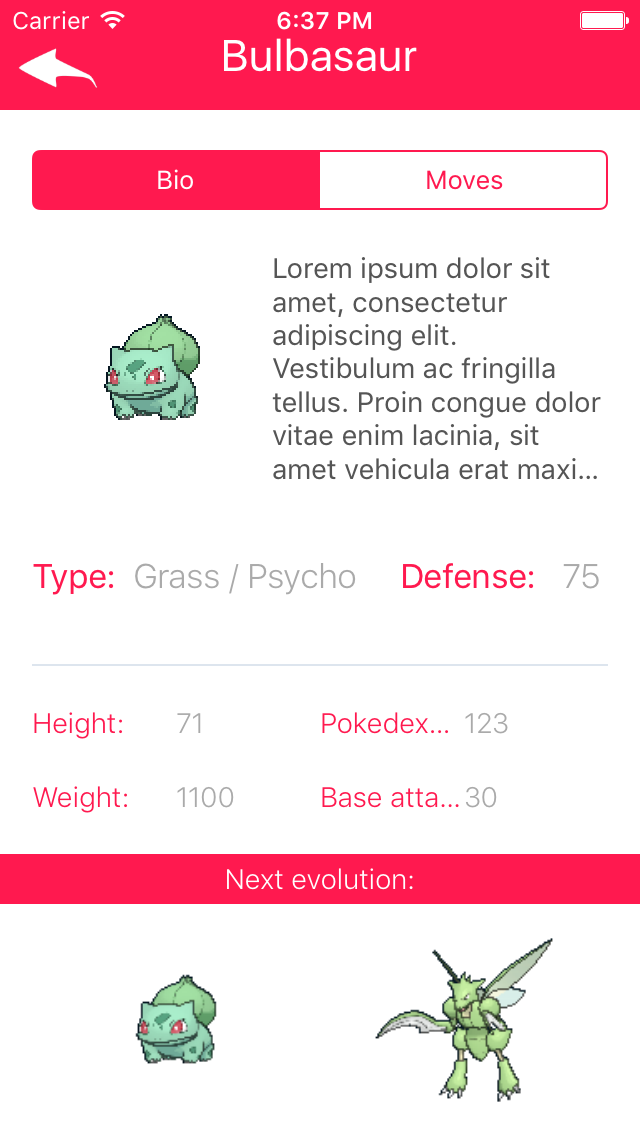 Carrier 6:37 PM
Bulbasaur
Bio Moves
Lorem ipsum dolor sit
amet, consectetur
adipiscing elit.
Vestibulum ac fringilla
tellus. Proin congue dolor
vitae enim lacinia, sit
amet vehicula erat maxi...
Type: Grass / Psycho Defense: 75
Height: 71 Pokedex... 123
Weight: 1100 Base atta... 30
Next evolution: